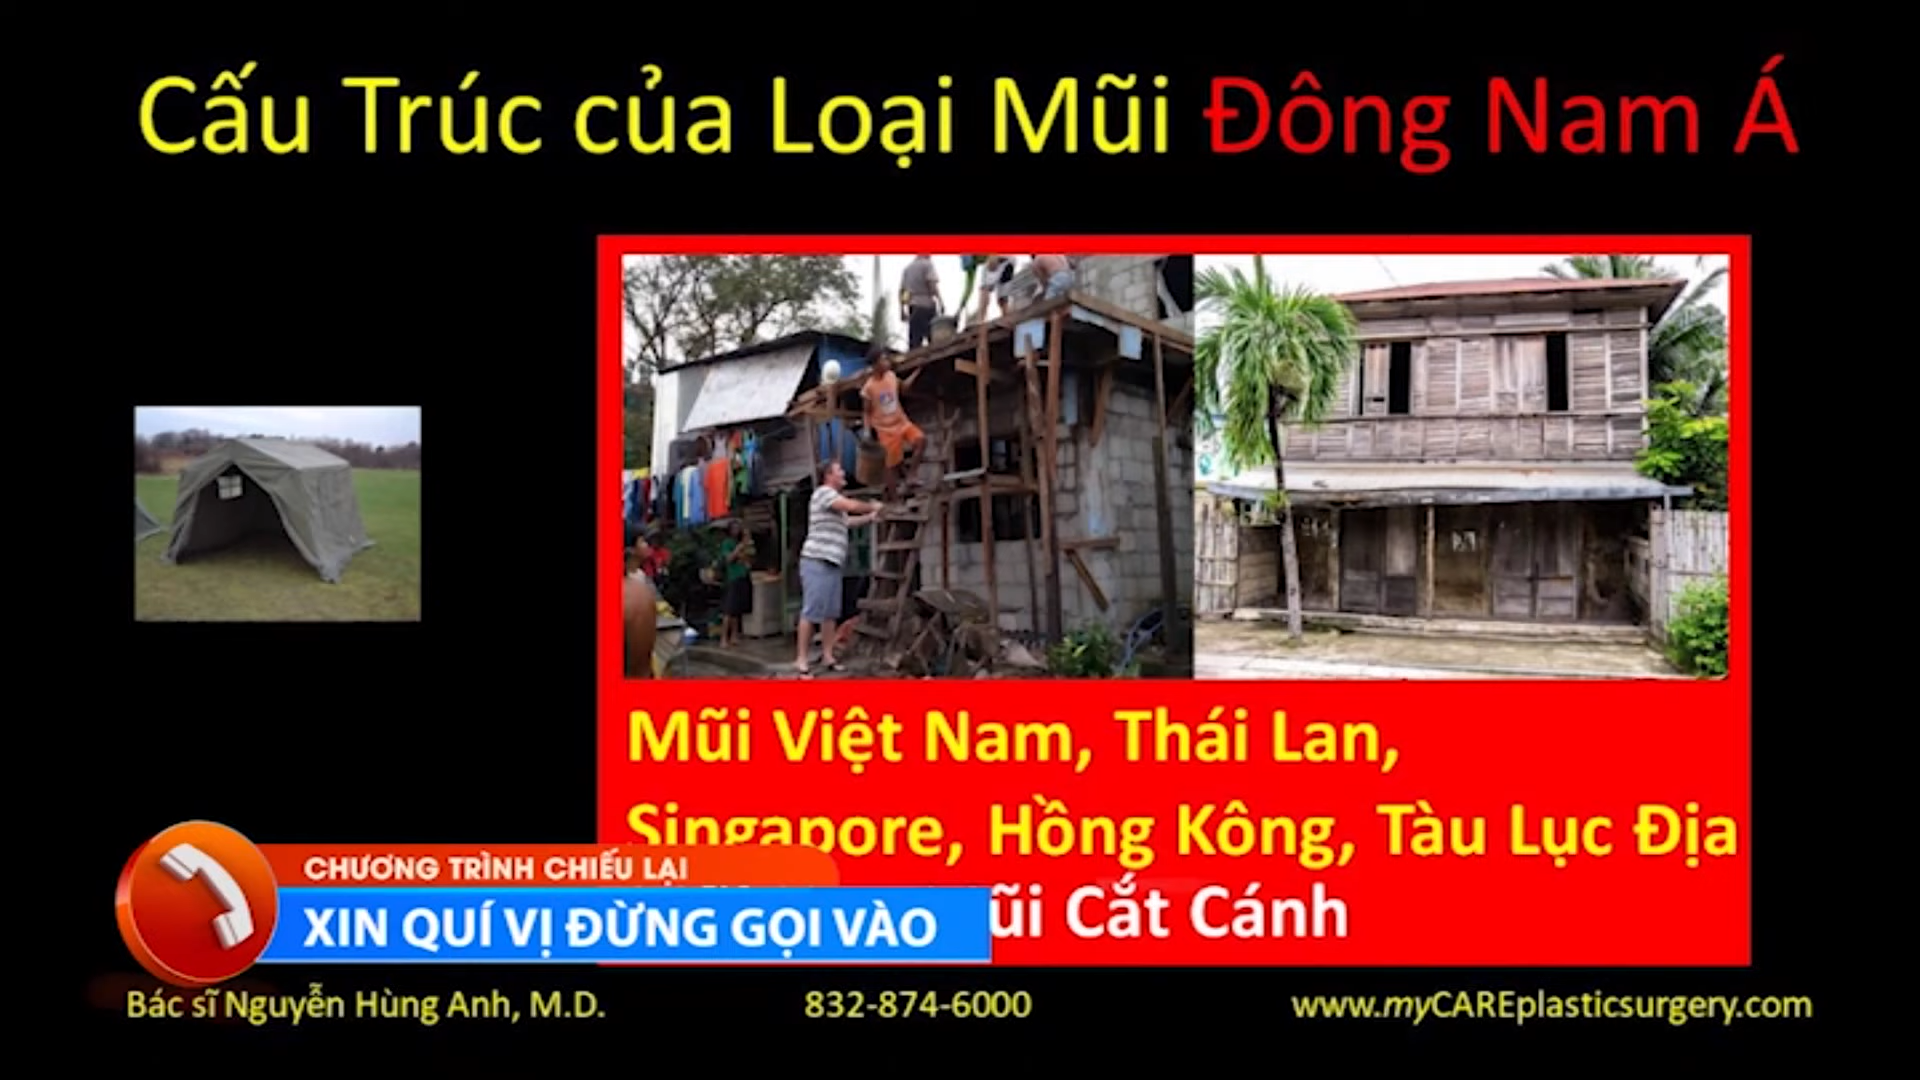 Cấu Trúc của Loại Mũi Đông Nam Á
Mũi Việt Nam, Thái Lan,
Singapore, Hồng Kông, Tàu Lục Địa
Cắt Cánh
CHƯƠNG TRÌNH CHIẾU LẠI
XIN QUÍ VỊ ĐỪNG GỌI VÀO
Bác sĩ Nguyễn Hùng Anh, M.D.
832-874-6000
www.myCAREplasticsurgery.com